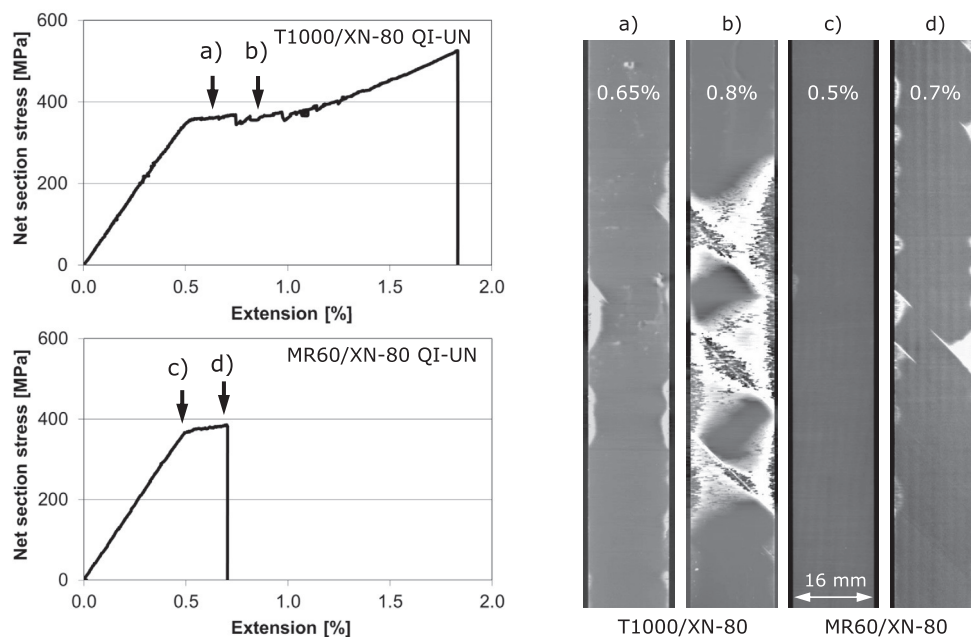 Net section stress [MPa]
600
400
200
0
T1000/XN-80 QI-UN
a) b)
0.0 0.5 1.0 1.5 2.0
Extension [%]
Net section stress [MPa]
600
400
200
0
MR60/XN-80 QI-UN
c) d)
0.0 0.5 1.0 1.5 2.0
Extension [%]
a) b) c) d)
0.65% 0.8% 0.5% 0.7%
16 mm
T1000/XN-80 MR60/XN-80